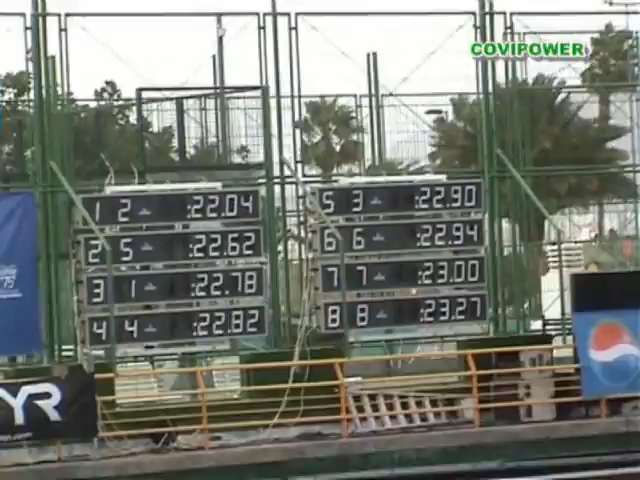 COVIPOWER
1 2 :22.04
2 5 :22.62
3 1 :22.78
4 4 :22.82
5 3 :22.90
6 6 :22.94
7 7 :23.00
8 8 :23.27
75
YR